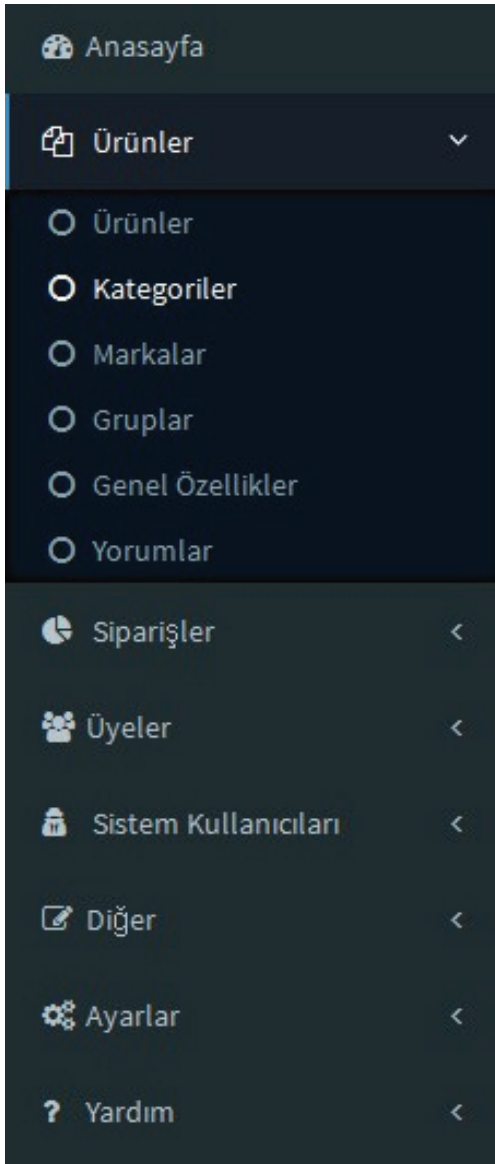 Anasayfa
Ürünler
Ürünler
Kategoriler
Markalar
Gruplar
Genel Özellikler
Yorumlar
Siparişler
Üyeler
Sistem Kullanıcıları
Diğer
Ayarlar
? Yardım